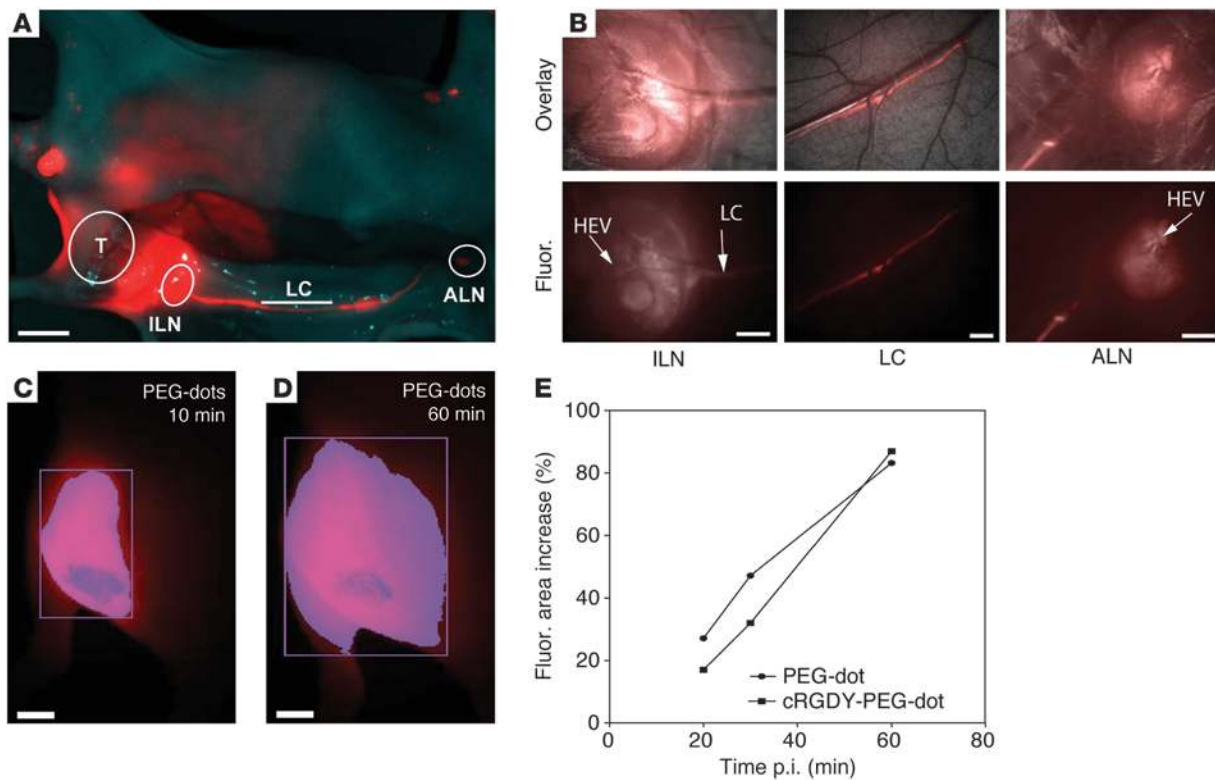 A
T
ILN
LC
ALN
B
Overlay
Fluor.
HEV
LC
HEV
ILN
LC
ALN
C
PEG-dots
10 min
D
PEG-dots
60 min
E
Fluor. area increase (%)
100
80
60
40
20
0
PEG-dot
cRGDY-PEG-dot
0
20
40
60
80
Time p.i. (min)